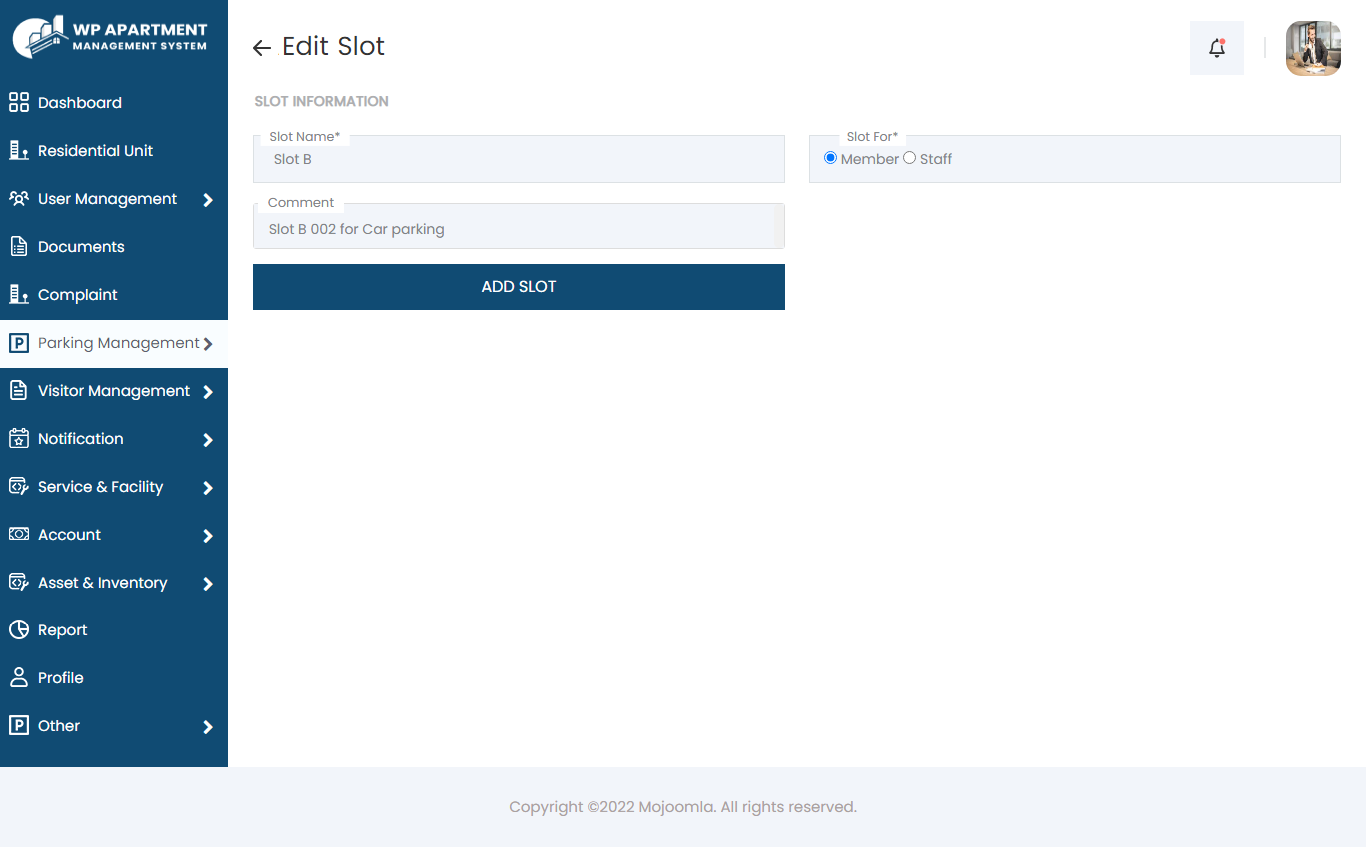 WP APARTMENT
MANAGEMENT SYSTEM
Dashboard
Residential Unit
User Management
Documents
Complaint
Parking Management
Visitor Management
Notification
Service & Facility
Account
Asset & Inventory
Report
Profile
Other
Edit Slot
SLOT INFORMATION
Slot Name*
Slot B
Slot For*
Member Staff
Comment
Slot B 002 for Car parking
ADD SLOT
Copyright ©2022 Mojoomla. All rights reserved.